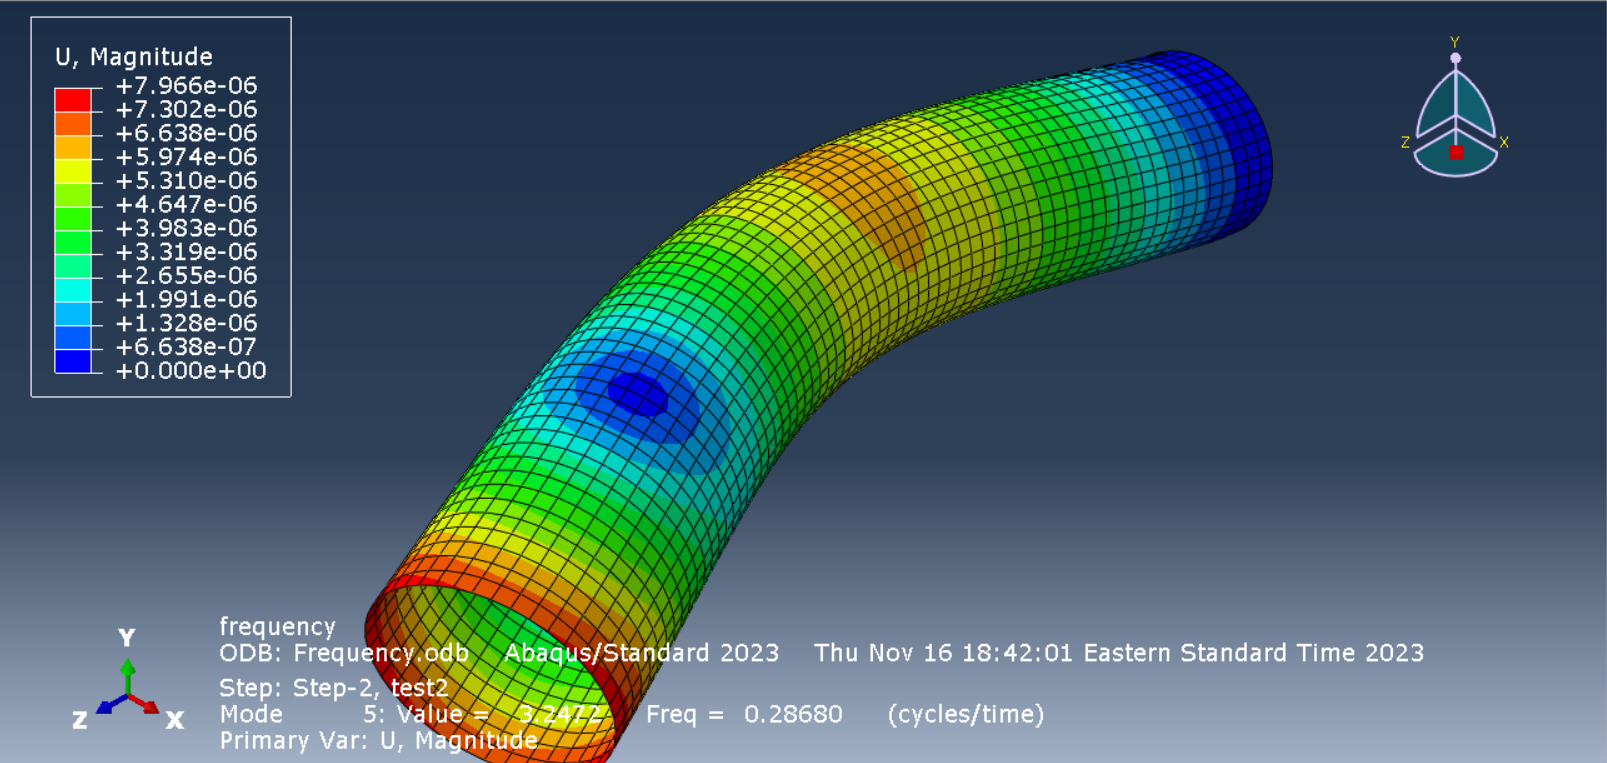 U, Magnitude
+7.966e-06
+7.302e-06
+6.638e-06
+5.974e-06
+5.310e-06
+4.647e-06
+3.983e-06
+3.319e-06
+2.655e-06
+1.991e-06
+1.328e-06
+6.638e-07
+0.000e+00
Y
Z X
Y
Z X
frequency
ODB: Frequency.odb Abaqus/Standard 2023 Thu Nov 16 18:42:01 Eastern Standard Time 2023
Step: Step-2, test2
Mode 5: Value = 3.2472 Freq = 0.28680 (cycles/time)
Primary Var: U, Magnitude